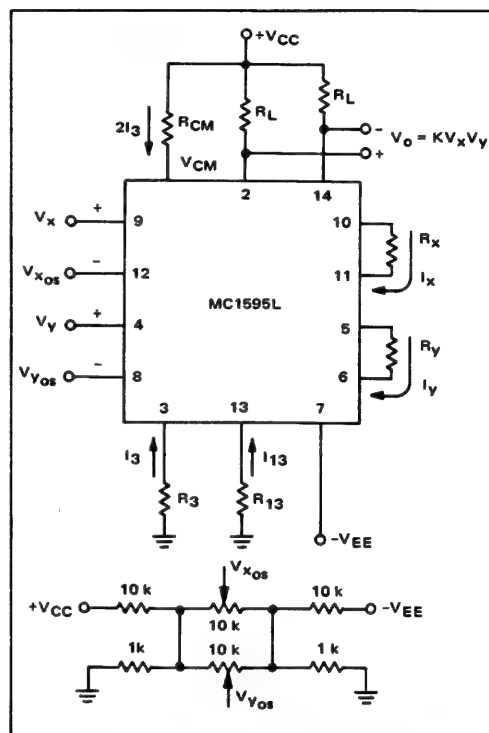 +VCC
2I3
RCM
RL
RL
- Vo = KVxVy
+
VCM
2
14
Vx + 9
10
Rx
Vxos - 12
11
Ix
MC1595L
Vy + 4
5
Ry
Vyos - 8
6
Iy
3
13
7
I3
I13
R3
R13
-VEE
Vxos
+VCC
10 k
10 k
-VEE
10 k
1k
10 k
1 k
Vyos